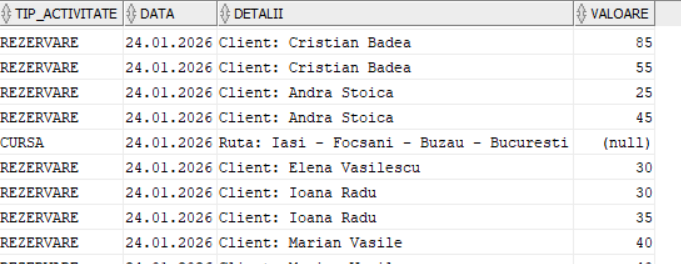 TIP_ACTIVITATE DATA DETALII VALOARE
REZERVARE 24.01.2026 Client: Cristian Badea 85
REZERVARE 24.01.2026 Client: Cristian Badea 55
REZERVARE 24.01.2026 Client: Andra Stoica 25
REZERVARE 24.01.2026 Client: Andra Stoica 45
CURSA 24.01.2026 Ruta: Iasi - Focsani - Buzau - Bucuresti (null)
REZERVARE 24.01.2026 Client: Elena Vasilescu 30
REZERVARE 24.01.2026 Client: Ioana Radu 30
REZERVARE 24.01.2026 Client: Ioana Radu 35
REZERVARE 24.01.2026 Client: Marian Vasile 40